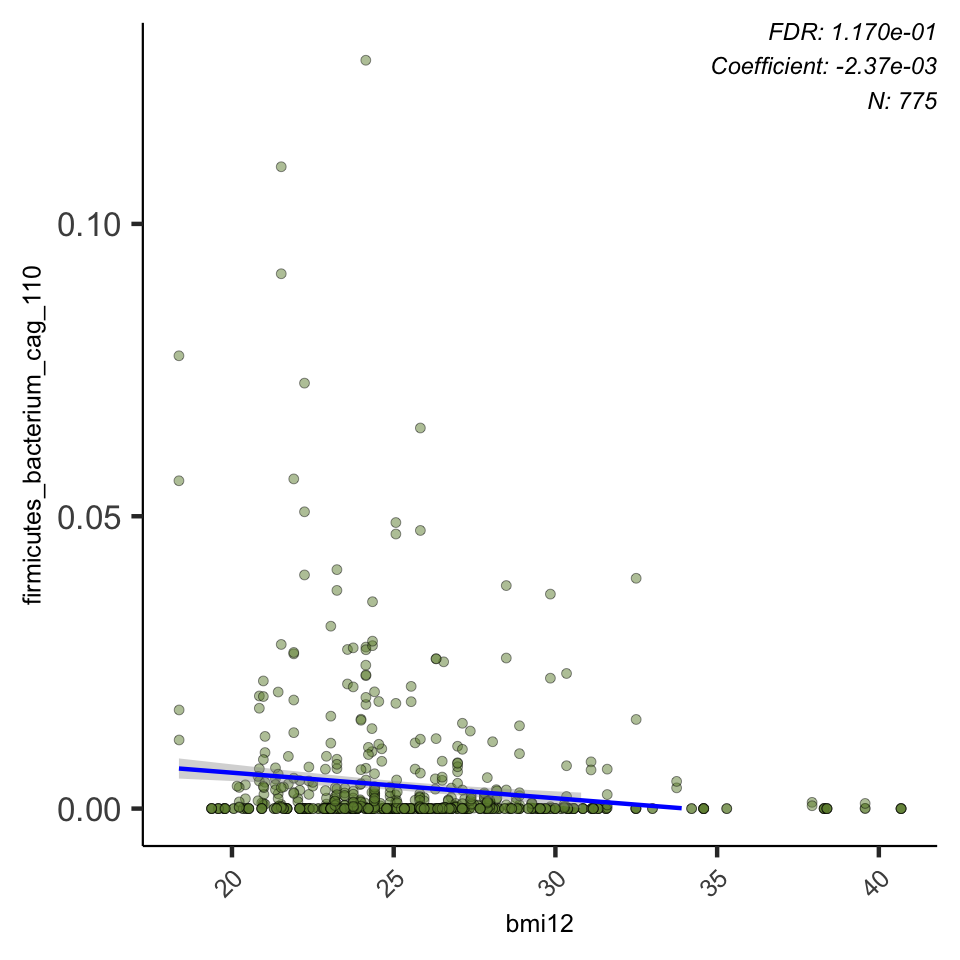 FDR: 1.170e-01
Coefficient: -2.37e-03
N: 775
firmicutes_bacterium_cag_110
0.10
0.05
0.00
20 25 30 35 40
bmi12